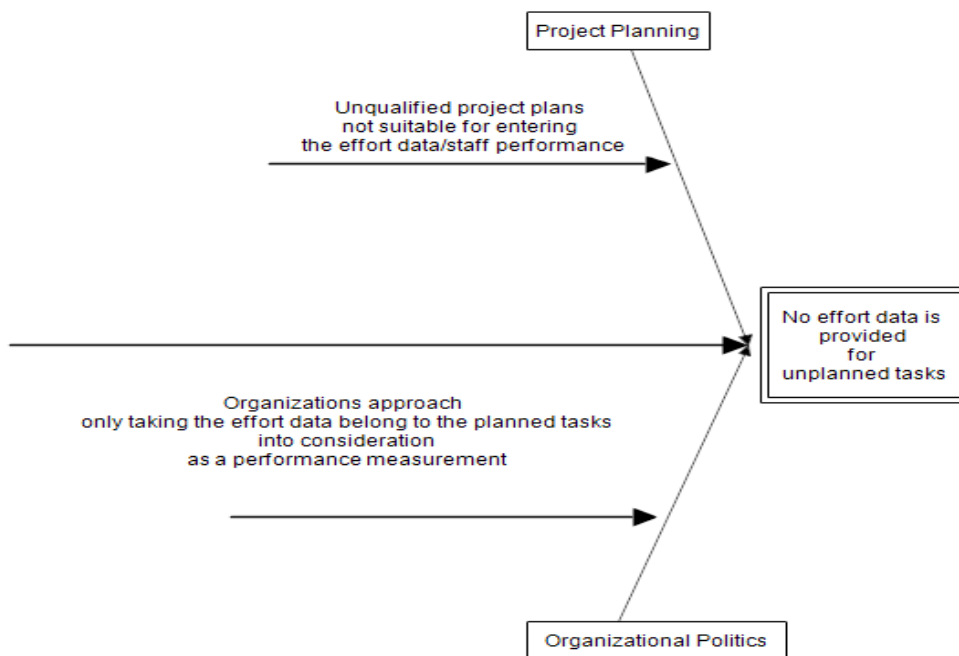 Project Planning
Unqualified project plans
not suitable for entering
the effort data/staff performance
No effort data is
provided
for
unplanned tasks
Organizations approach
only taking the effort data belong to the planned tasks
into consideration
as a performance measurement
Organizational Politics